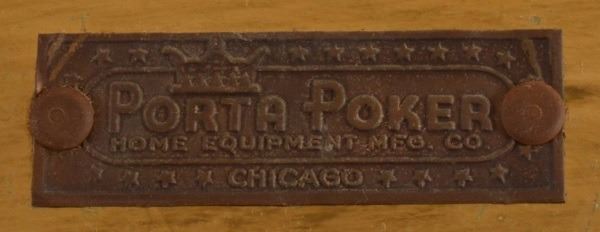 PORTA POKER
HOME EQUIPMENT MFG. CO.
CHICAGO